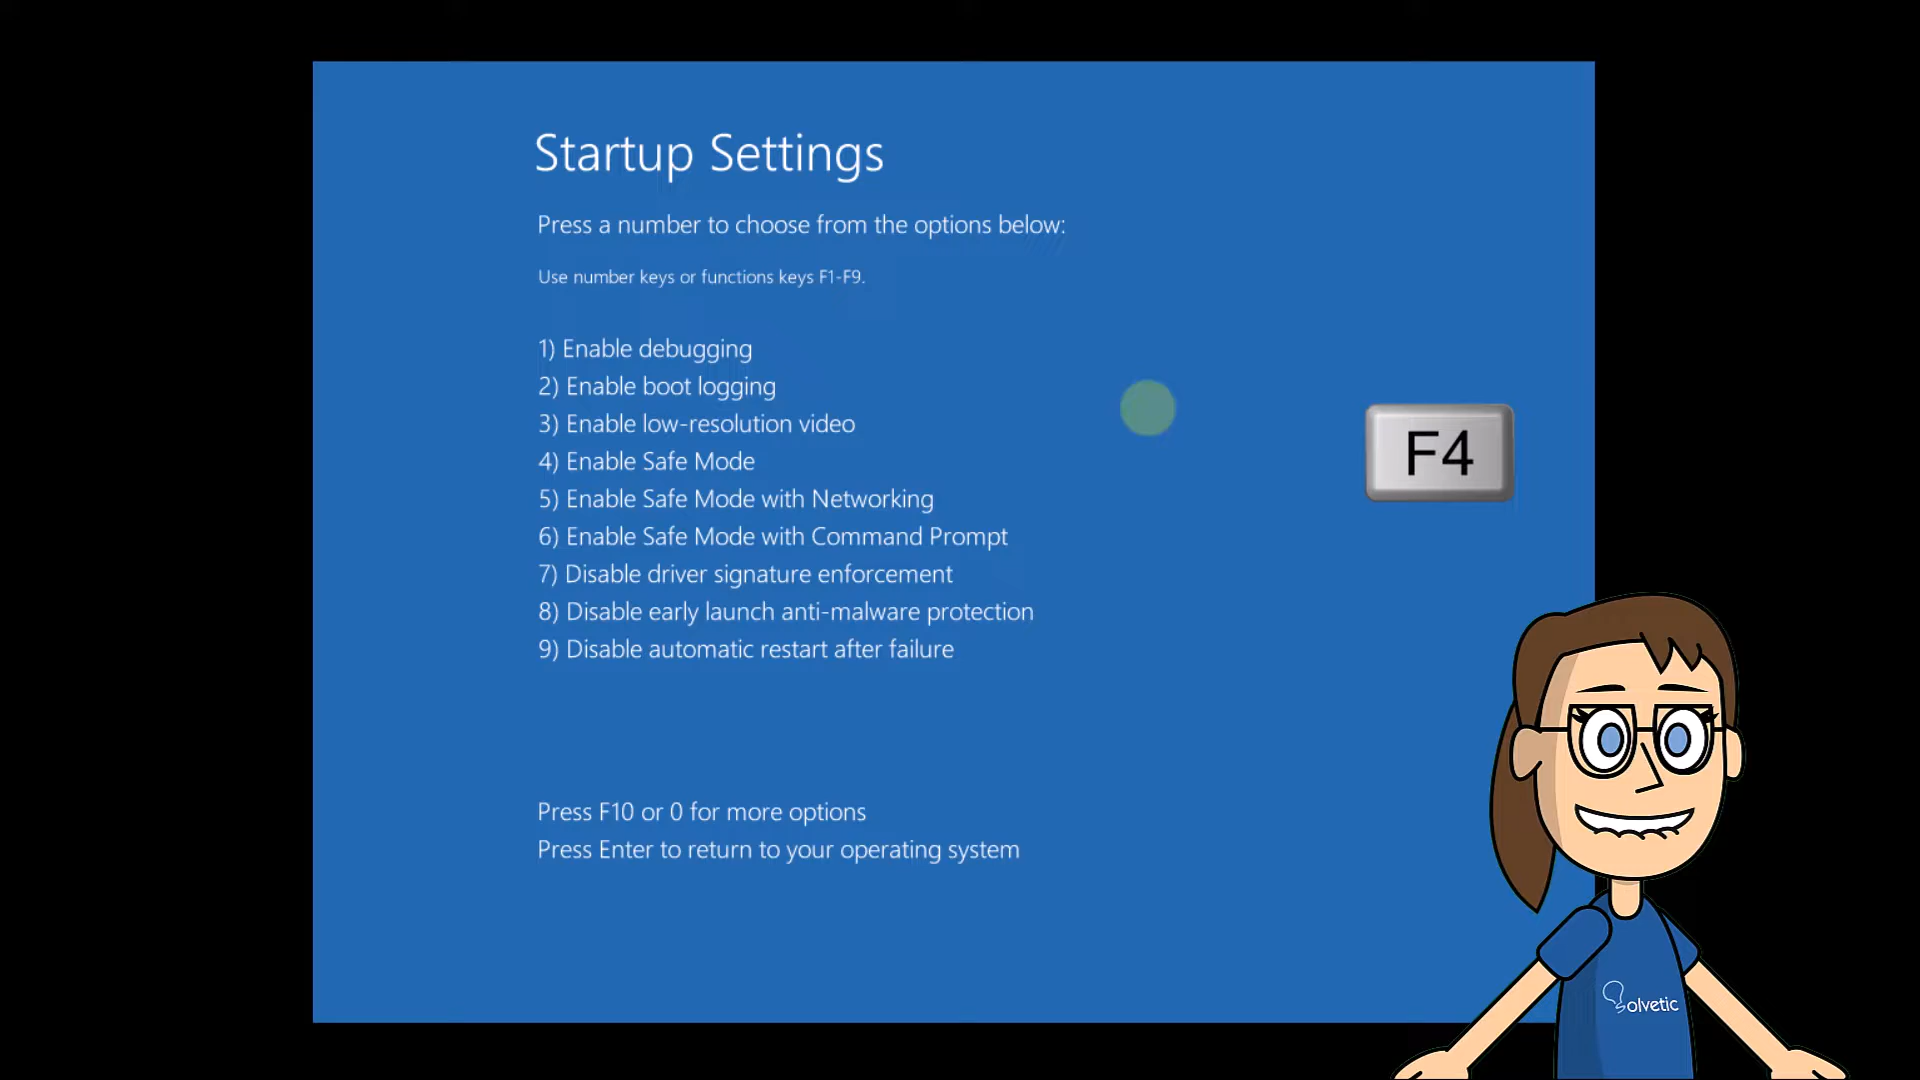 Startup Settings
Press a number to choose from the options below:
Use number keys or functions keys F1-F9.
1) Enable debugging
2) Enable boot logging
3) Enable low-resolution video
4) Enable Safe Mode
5) Enable Safe Mode with Networking
6) Enable Safe Mode with Command Prompt
7) Disable driver signature enforcement
8) Disable early launch anti-malware protection
9) Disable automatic restart after failure
F4
Press F10 or 0 for more options
Press Enter to return to your operating system
Solvetic